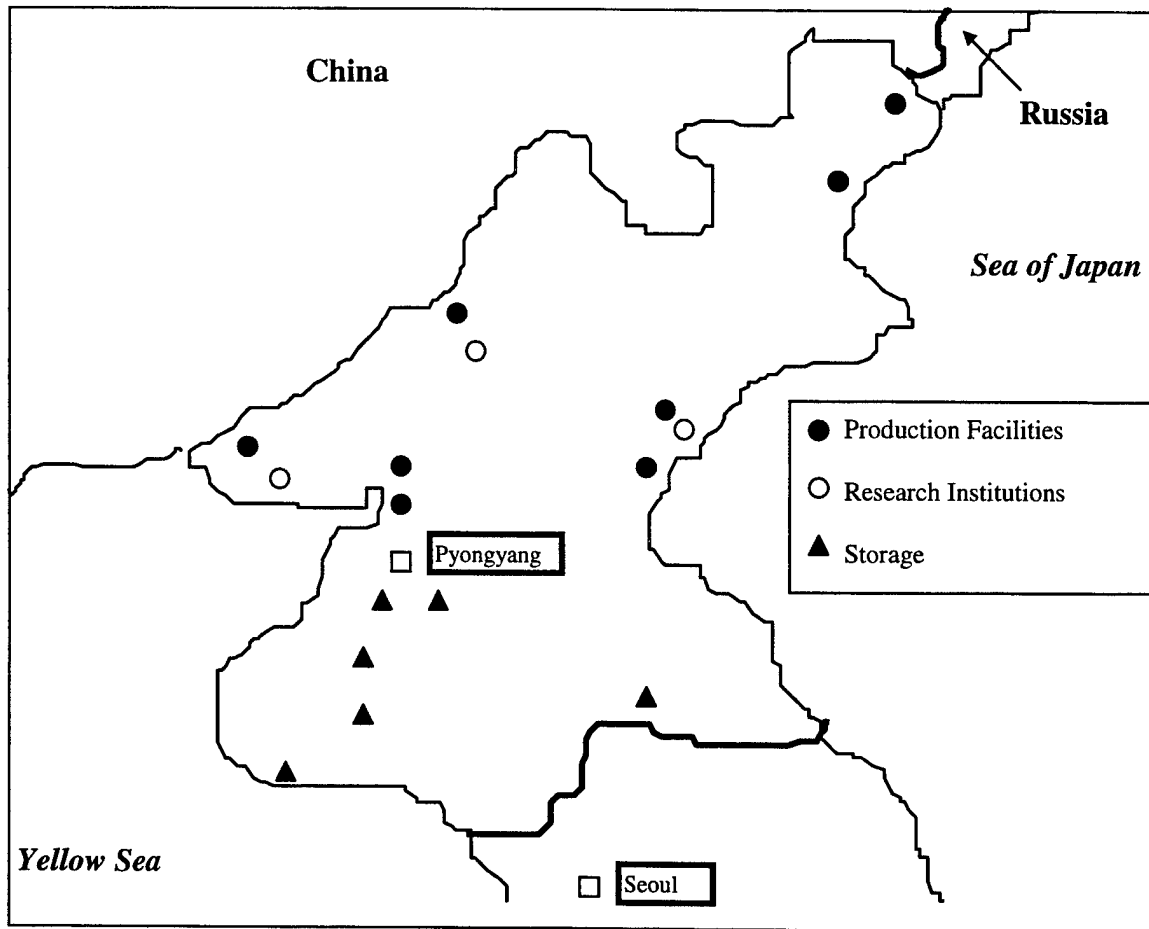 China
Russia
Sea of Japan
Production Facilities
Research Institutions
Storage
Pyongyang
Yellow Sea
Seoul